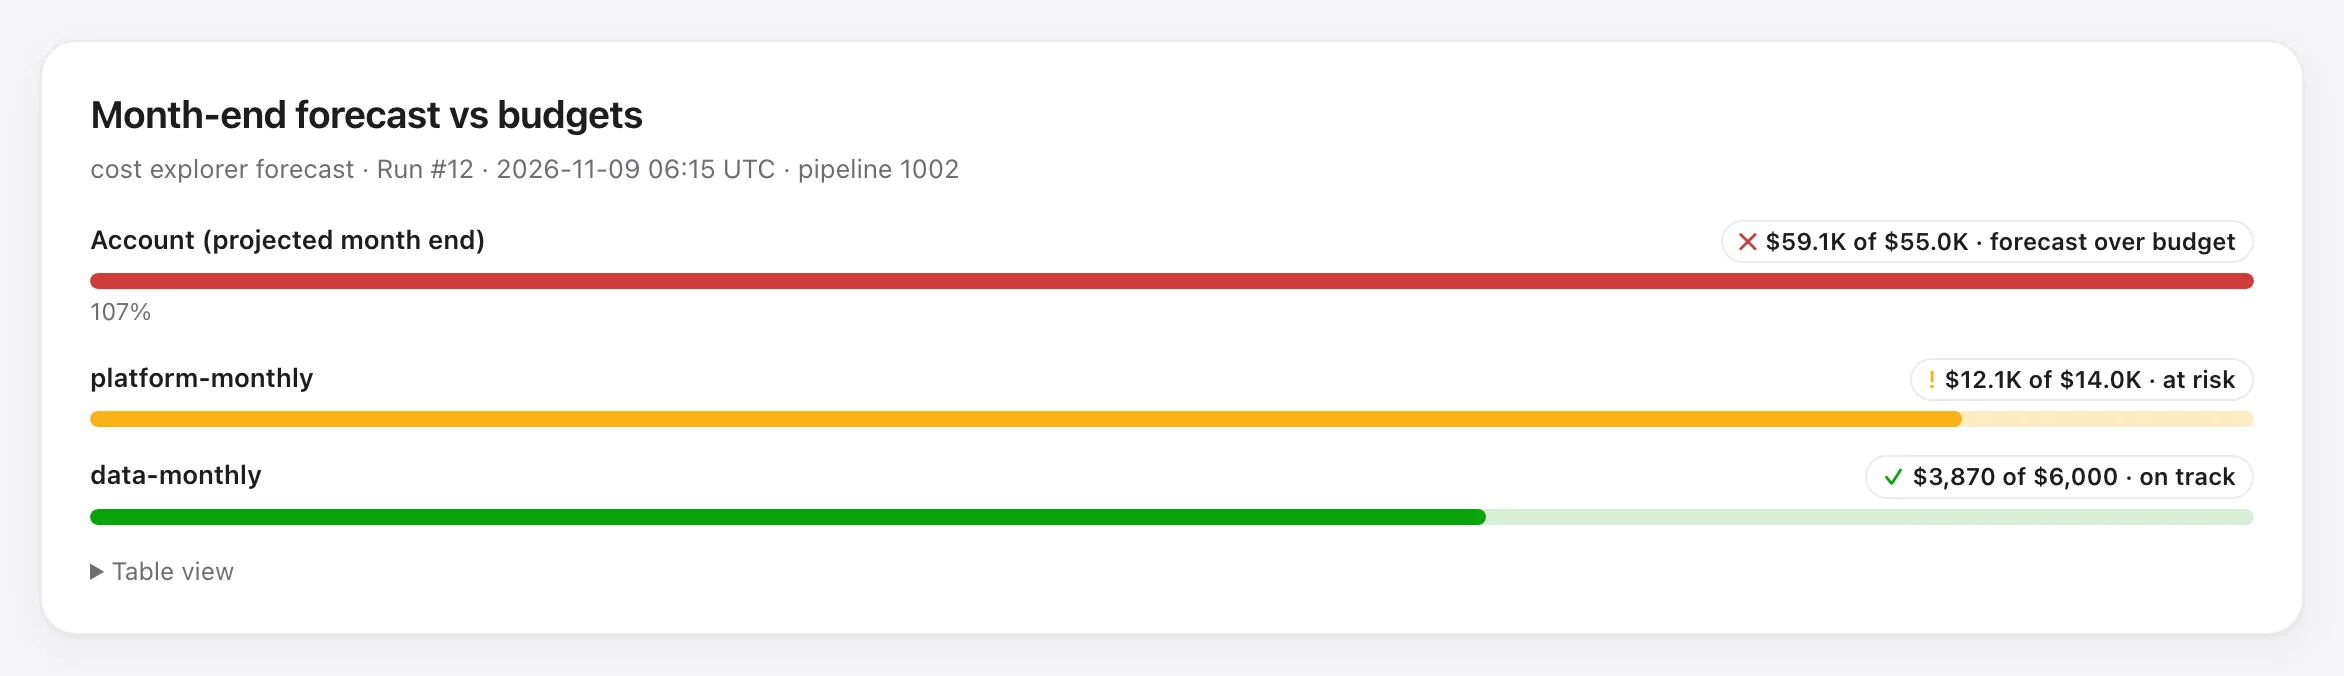 Month-end forecast vs budgets
cost explorer forecast · Run #12 · 2026-11-09 06:15 UTC · pipeline 1002
Account (projected month end)
✕ $59.1K of $55.0K · forecast over budget
107%
platform-monthly
! $12.1K of $14.0K · at risk
data-monthly
✓ $3,870 of $6,000 · on track
▶ Table view